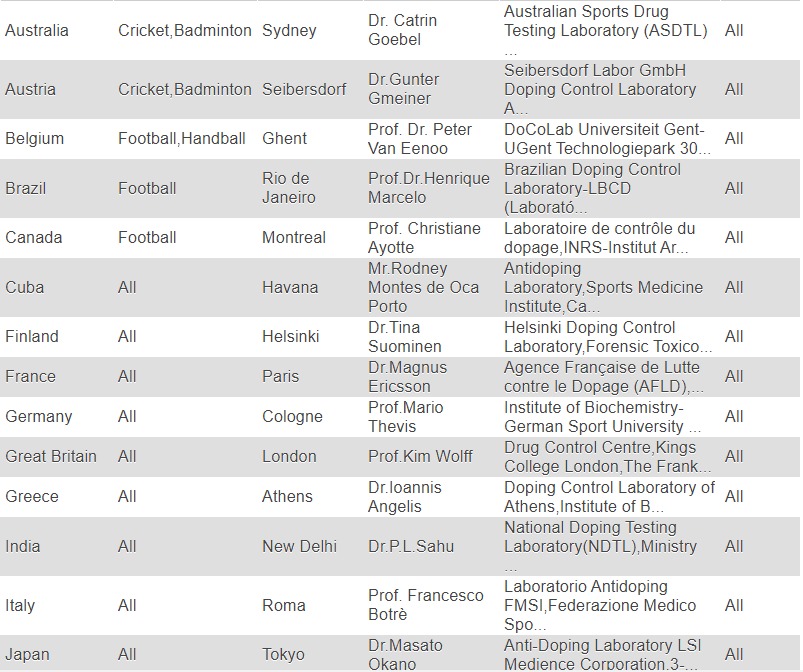 Australia Cricket,Badminton Sydney Dr. Catrin Goebel Australian Sports Drug Testing Laboratory (ASDTL) ... All
Austria Cricket,Badminton Seibersdorf Dr.Gunter Gmeiner Seibersdorf Labor GmbH Doping Control Laboratory A... All
Belgium Football,Handball Ghent Prof. Dr. Peter Van Eenoo DoCoLab Universiteit Gent-UGent Technologiepark 30... All
Brazil Football Rio de Janeiro Prof.Dr.Henrique Marcelo Brazilian Doping Control Laboratory-LBCD (Laborató... All
Canada Football Montreal Prof. Christiane Ayotte Laboratoire de contrôle du dopage,INRS-Institut Ar... All
Cuba All Havana Mr.Rodney Montes de Oca Porto Antidoping Laboratory,Sports Medicine Institute,Ca... All
Finland All Helsinki Dr.Tina Suominen Helsinki Doping Control Laboratory,Forensic Toxico... All
France All Paris Dr.Magnus Ericsson Agence Française de Lutte contre le Dopage (AFLD),... All
Germany All Cologne Prof.Mario Thevis Institute of Biochemistry-German Sport University ... All
Great Britain All London Prof.Kim Wolff Drug Control Centre,Kings College London,The Frank... All
Greece All Athens Dr.Ioannis Angelis Doping Control Laboratory of Athens,Institute of B... All
India All New Delhi Dr.P.L.Sahu National Doping Testing Laboratory(NDTL),Ministry ... All
Italy All Roma Prof. Francesco Botrè Laboratorio Antidoping FMSI,Federazione Medico Spo... All
Japan All Tokyo Dr.Masato Okano Anti-Doping Laboratory LSI Medience Corporation,3-... All